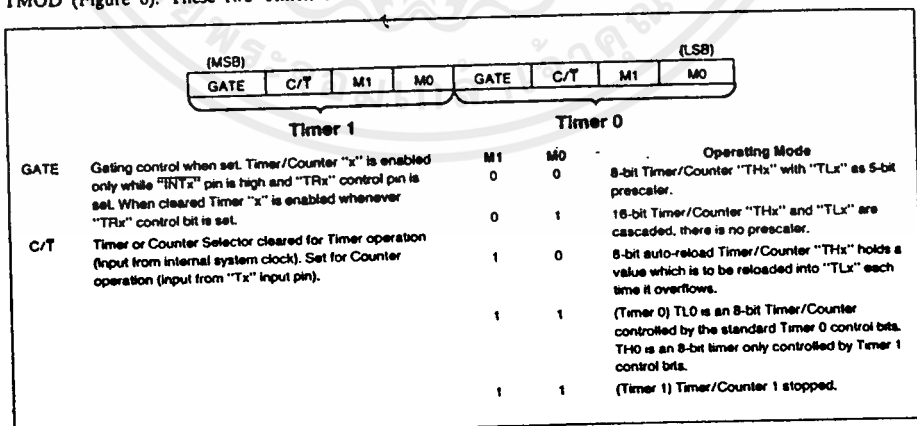 TMOD (Figure 6). These two
(MSB) (LSB)
GATE C/T̅ M1 M0 GATE C/T̅ M1 M0
Timer 1 Timer 0
GATE Gating control when set. Timer/Counter "x" is enabled
only while "I̅N̅T̅x̅" pin is high and "TRx" control pin is
set. When cleared Timer "x" is enabled whenever
"TRx" control bit is set.
C/T̅ Timer or Counter Selector cleared for Timer operation
(input from internal system clock). Set for Counter
operation (input from "Tx" input pin).
M1 M0 Operating Mode
0 0 8-bit Timer/Counter "THx" with "TLx" as 5-bit
prescaler.
0 1 16-bit Timer/Counter "THx" and "TLx" are
cascaded, there is no prescaler.
1 0 8-bit auto-reload Timer/Counter "THx" holds a
value which is to be reloaded into "TLx" each
time it overflows.
1 1 (Timer 0) TL0 is an 8-bit Timer/Counter
controlled by the standard Timer 0 control bits.
TH0 is an 8-bit timer only controlled by Timer 1
control bits.
1 1 (Timer 1) Timer/Counter 1 stopped.